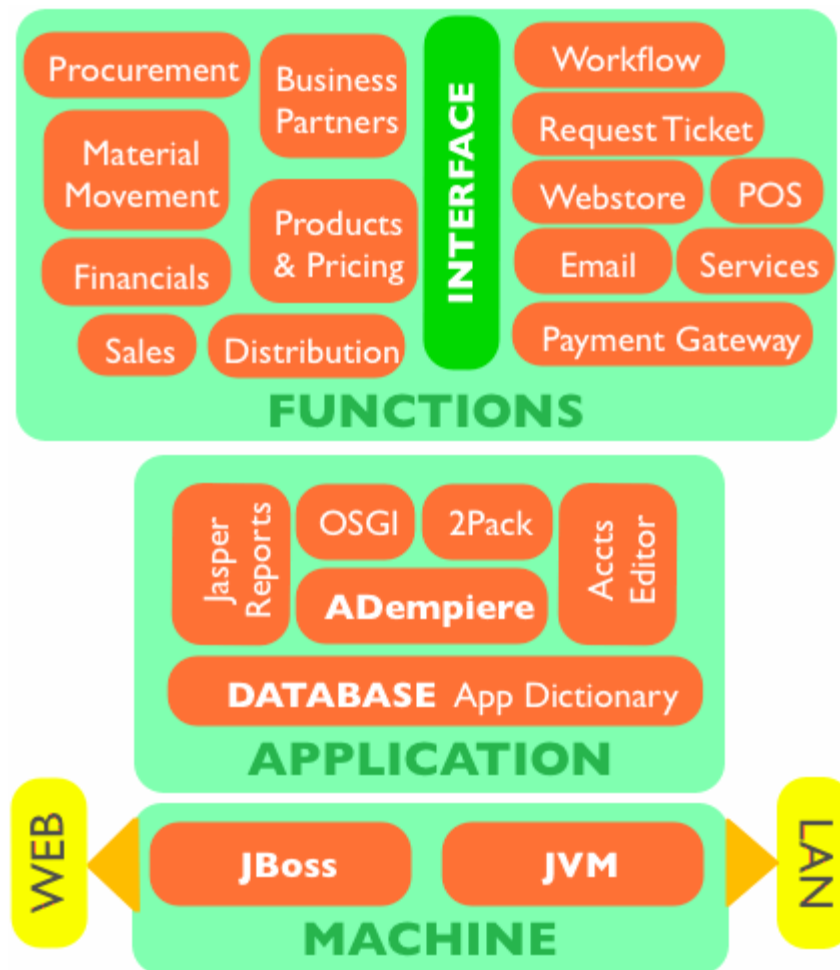 Procurement
Business
Partners
Material
Movement
Products
& Pricing
Financials
Sales
Distribution
INTERFACE
Workflow
Request Ticket
Webstore
POS
Email
Services
Payment Gateway
FUNCTIONS
Jasper
Reports
OSGI
2Pack
Accts
Editor
ADempiere
DATABASE App Dictionary
APPLICATION
WEB
JBoss
JVM
LAN
MACHINE